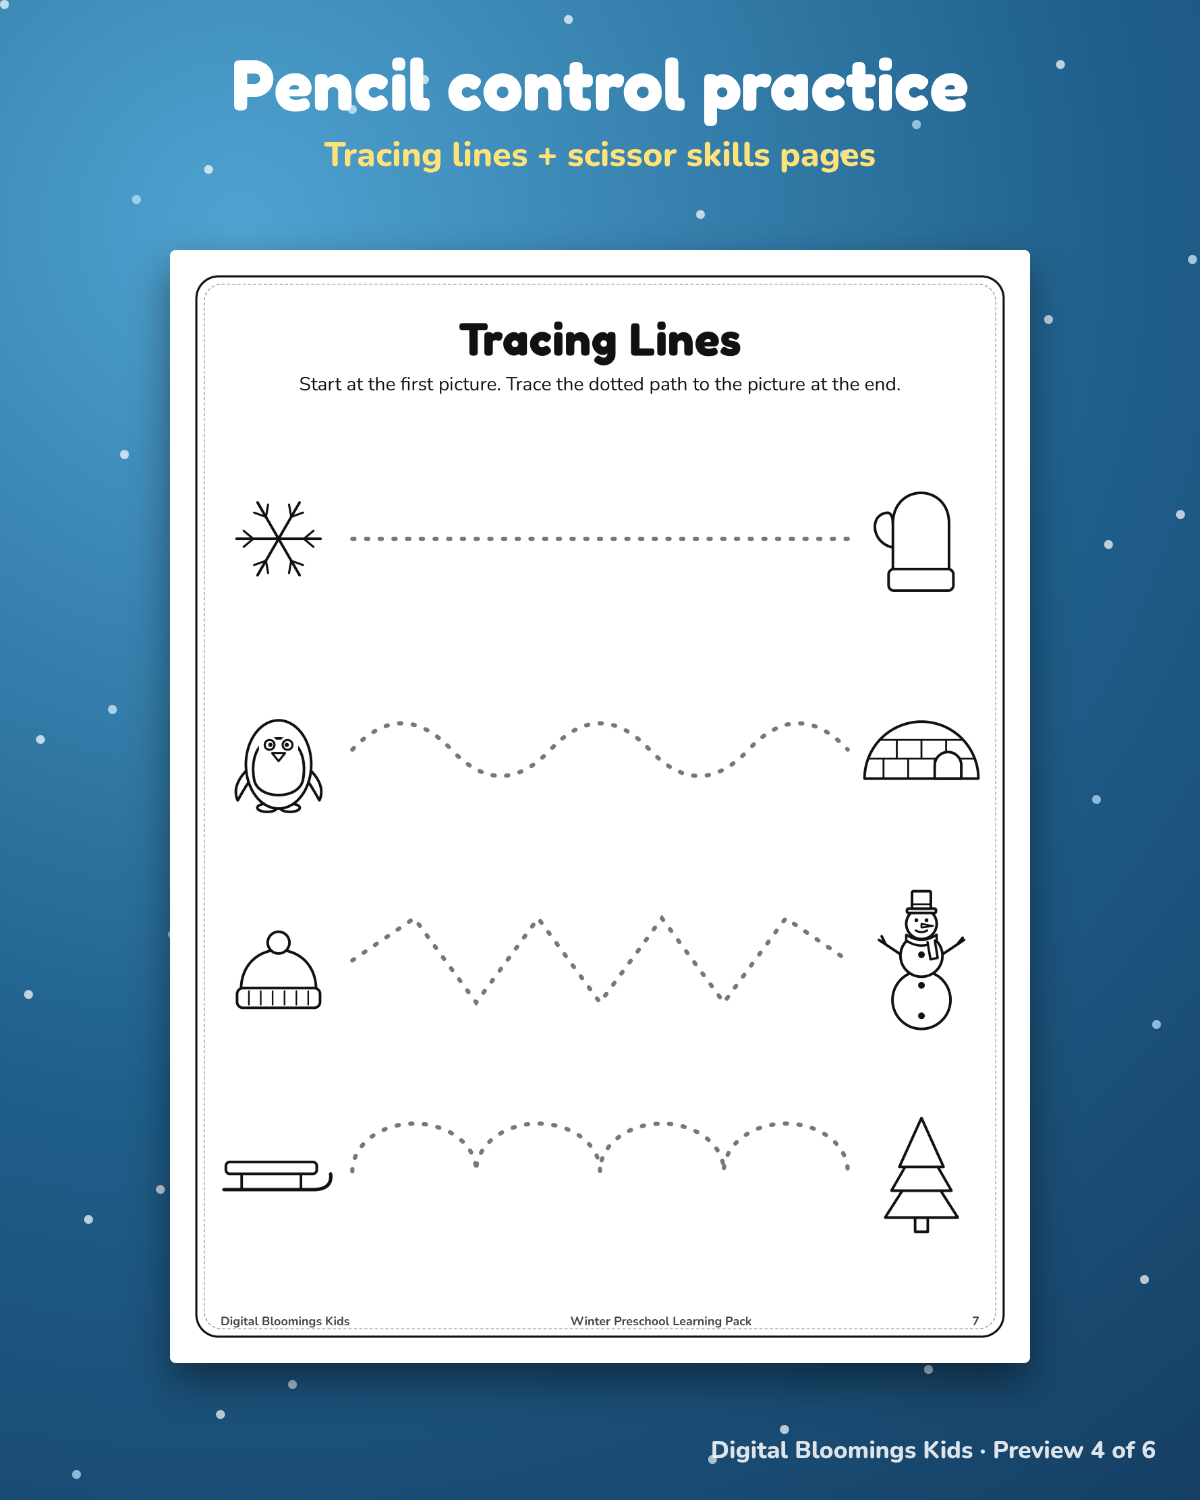 Pencil control practice
Tracing lines + scissor skills pages
Tracing Lines
Start at the first picture. Trace the dotted path to the picture at the end.
Digital Bloomings Kids
Winter Preschool Learning Pack
7
Digital Bloomings Kids · Preview 4 of 6